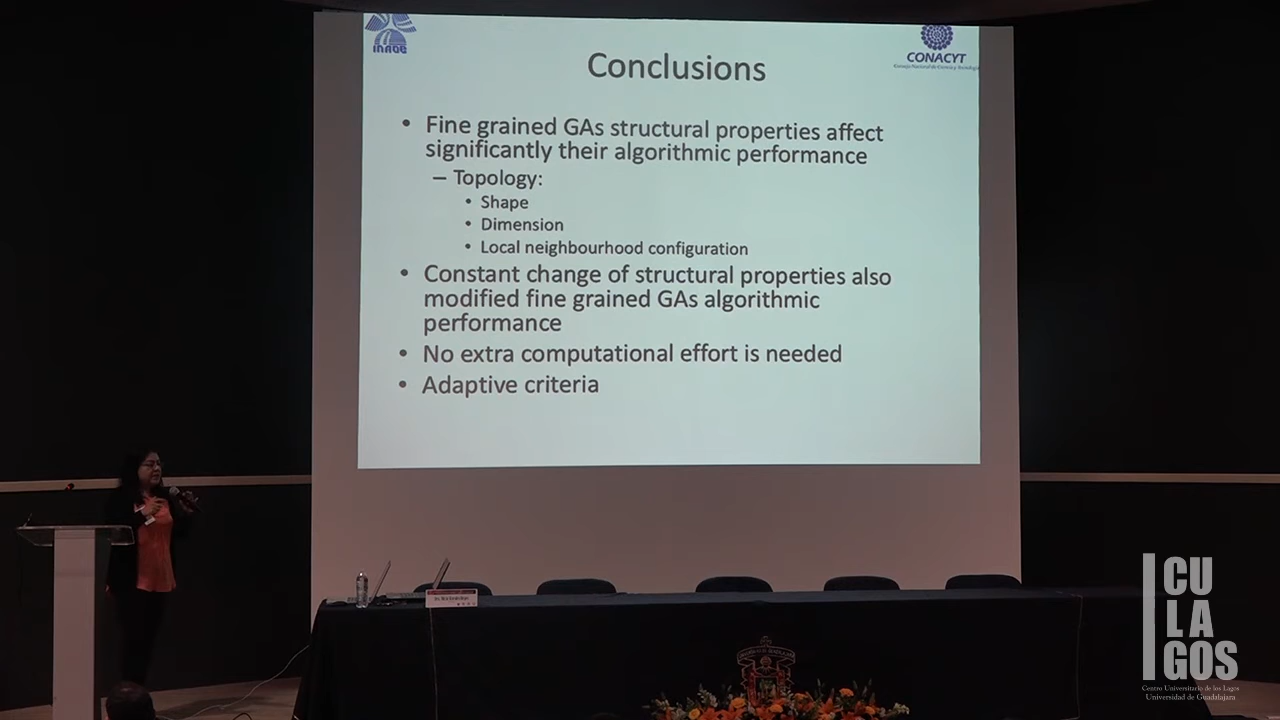 INAOE
CONACYT
Conclusions
• Fine grained GAs structural properties affect
significantly their algorithmic performance
– Topology:
• Shape
• Dimension
• Local neighbourhood configuration
• Constant change of structural properties also
modified fine grained GAs algorithmic
performance
• No extra computational effort is needed
• Adaptive criteria
CU
LA
GOS
Centro Universitario de los Lagos
Universidad de Guadalajara